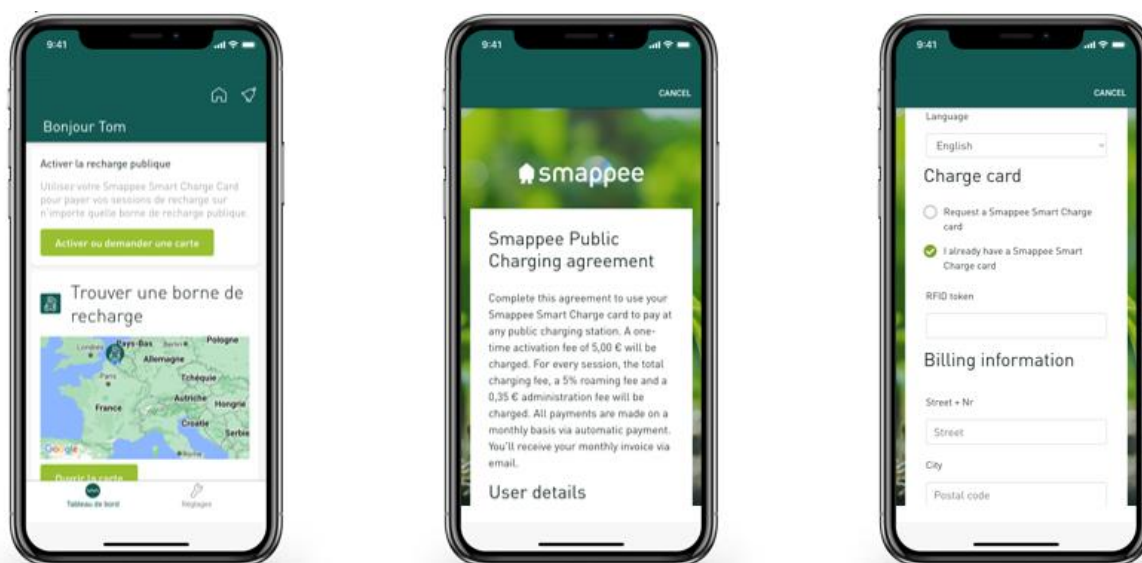 9:41
Bonjour Tom
Activer la recharge publique
Utilisez votre Smappee Smart Charge Card
pour payer vos sessions de recharge sur
n'importe quelle borne de recharge publique.
Activer ou demander une carte
Trouver une borne de
recharge
Londres
Pays-Bas
Berlin
Pologne
Allemagne
Paris
Tchéquie
France
Autriche
Hongrie
Croatie
Serbie
Google
Rome
Ouvrir la carte
Tableau de bord
Réglages
9:41
CANCEL
smappee
Smappee Public
Charging agreement
Complete this agreement to use your
Smappee Smart Charge card to pay at
any public charging station. A one-
time activation fee of 5,00 € will be
charged. For every session, the total
charging fee, a 5% roaming fee and a
0,35 € administration fee will be
charged. All payments are made on a
monthly basis via automatic payment.
You'll receive your monthly invoice via
email.
User details
9:41
CANCEL
Language
English
Charge card
Request a Smappee Smart Charge
card
I already have a Smappee Smart
Charge card
RFID token
Billing information
Street + Nr
Street
City
Postal code